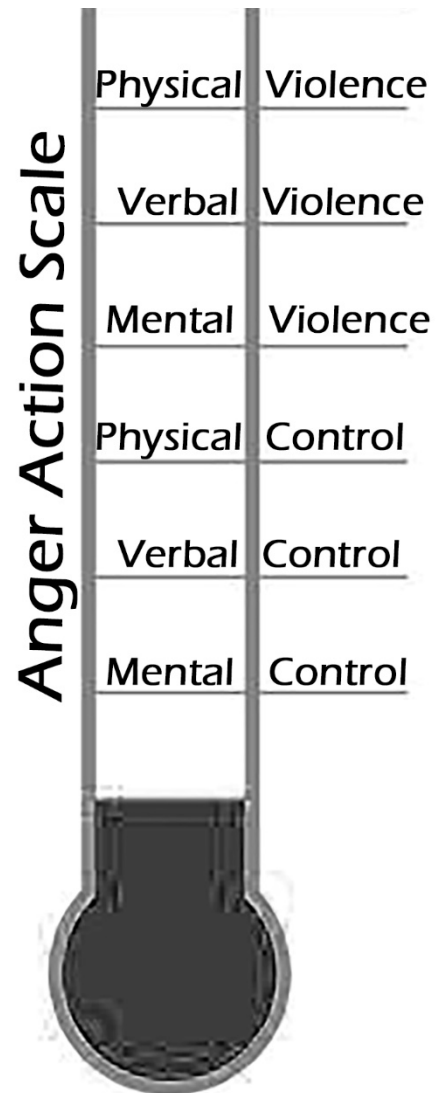 Anger Action Scale
Physical Violence
Verbal Violence
Mental Violence
Physical Control
Verbal Control
Mental Control